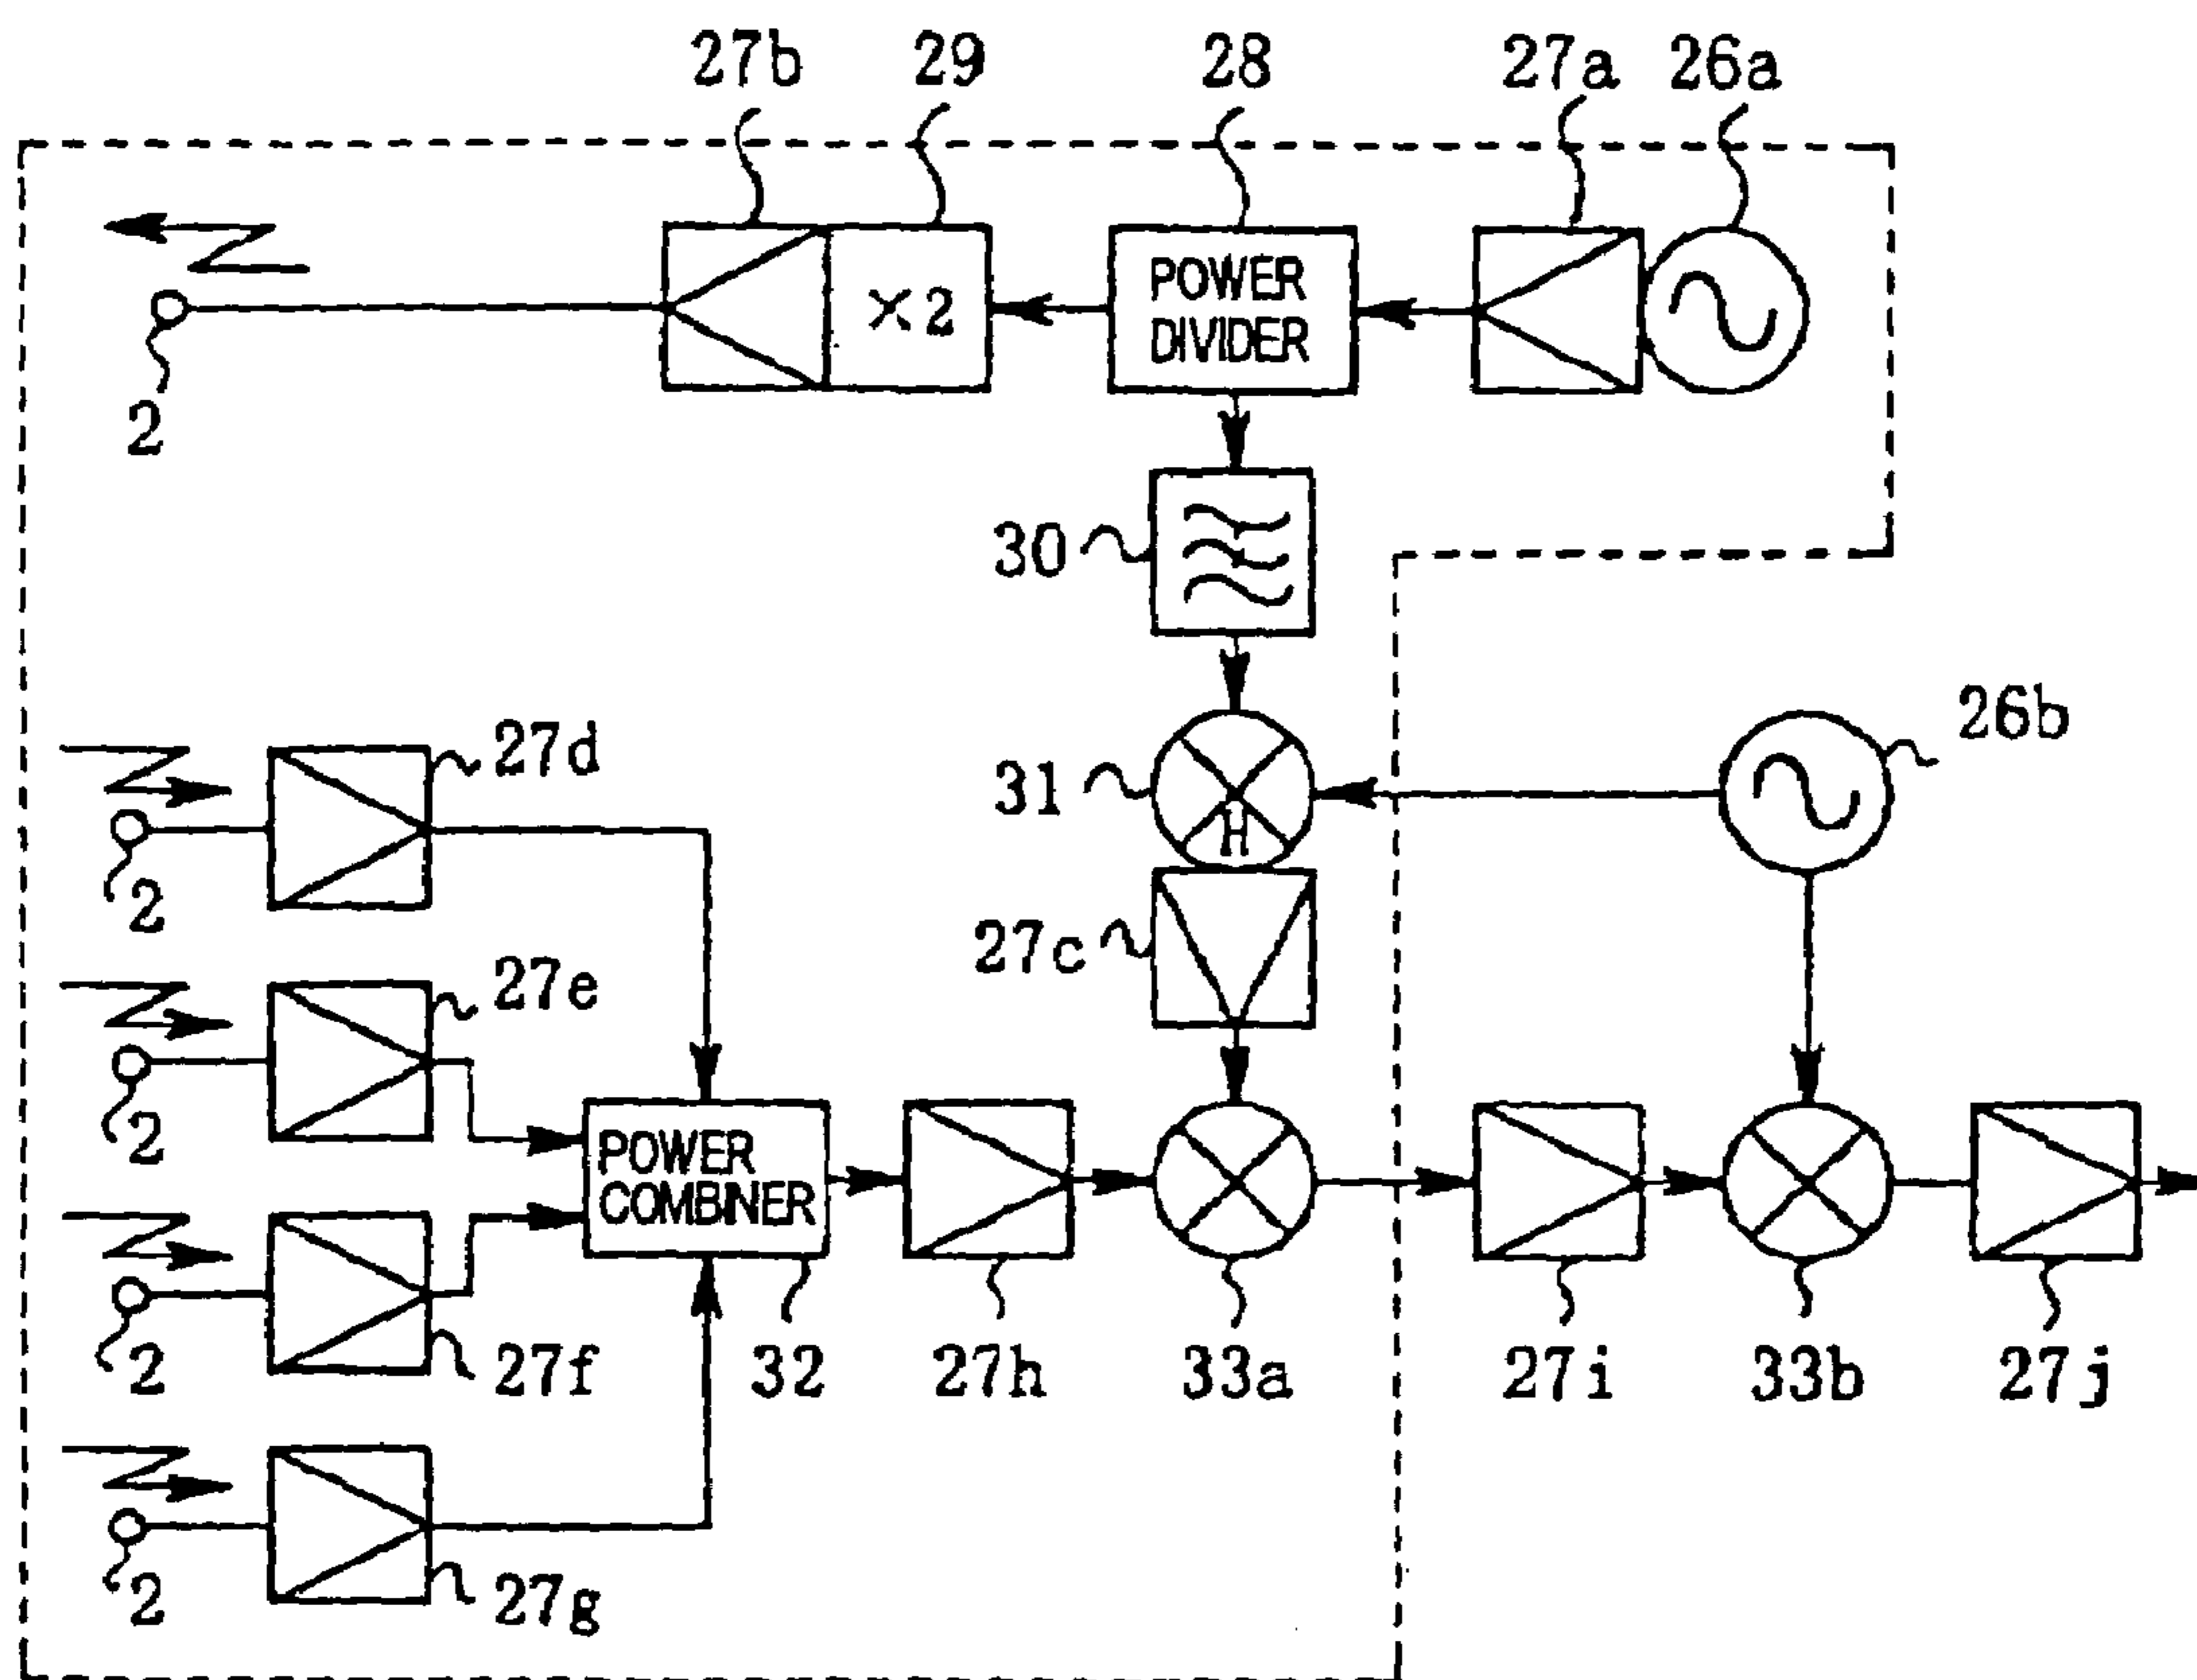 27b 29 28 27a 26a
POWER
DIVIDER
×2
2
30
26b
27d
31
H
2
27c
27e
2
POWER
COMBINER
2 27f 32 27h 33a 27i 33b 27j
2 27g